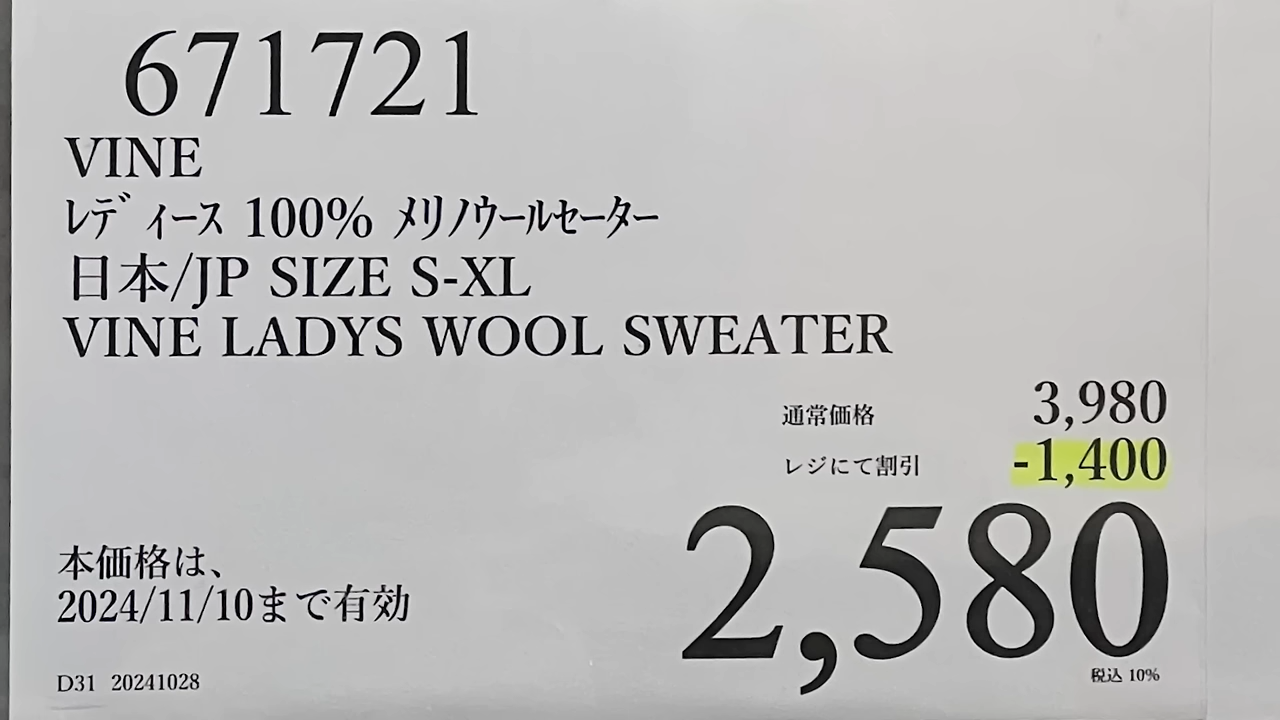 671721
VINE
ﾚﾃﾞｨｰｽ 100% ﾒﾘﾉｳｰﾙｾｰﾀｰ
日本/JP SIZE S-XL
VINE LADYS WOOL SWEATER
通常価格 3,980
レジにて割引 -1,400
2,580
税込 10%
本価格は、
2024/11/10まで有効
D31 20241028